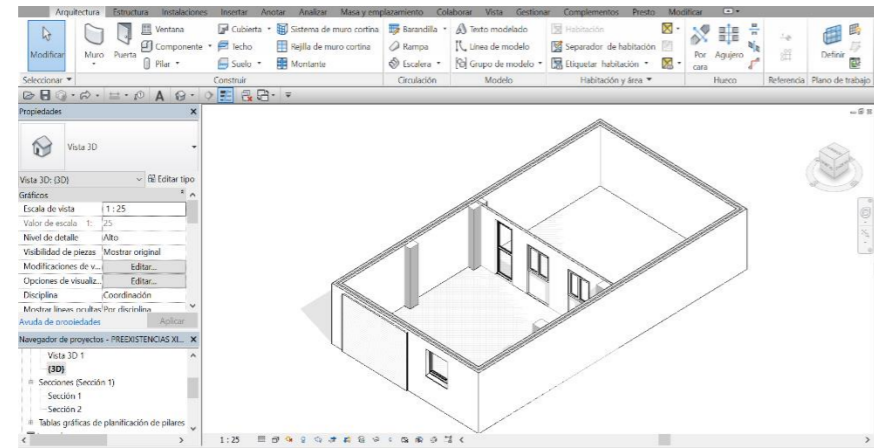 Arquitectura Estructura Instalaciones Insertar Anotar Analizar Masa y emplazamiento Colaborar Vista Gestionar Complementos Presto Modificar
Modificar
Muro
Puerta
Ventana
Componente
Pilar
Cubierta
Techo
Suelo
Sistema de muro cortina
Rejilla de muro cortina
Montante
Barandilla
Rampa
Escalera
Texto modelado
Línea de modelo
Grupo de modelo
Habitación
Separador de habitación
Etiquetar habitación
Por cara
Agujero
Definir
Seleccionar Construir Circulación Modelo Habitación y área Hueco Referencia Plano de trabajo
Propiedades
Vista 3D
Vista 3D: {3D} Editar tipo
Gráficos
Escala de vista 1 : 25
Valor de escala 1: 25
Nivel de detalle Alto
Visibilidad de piezas Mostrar original
Modificaciones de v... Editar...
Opciones de visualiz... Editar...
Disciplina Coordinación
Mostrar líneas ocultas Por disciplina
Ayuda de propiedades Aplicar
Navegador de proyectos - PREEXISTENCIAS XI...
Vista 3D 1
{3D}
Secciones (Sección 1)
Sección 1
Sección 2
Tablas gráficas de planificación de pilares
1 : 25